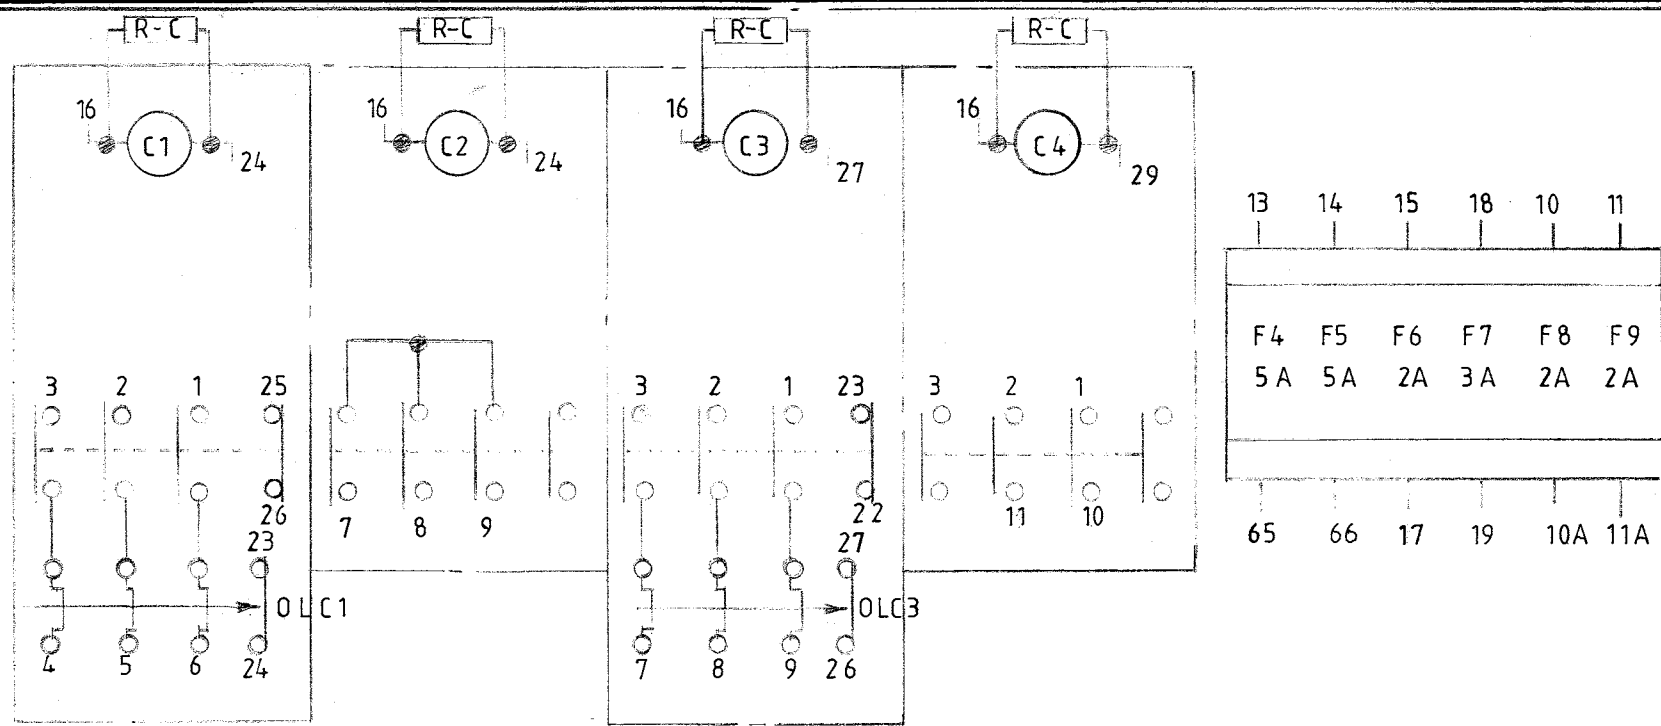 R-C R-C R-C R-C
16 C1 24 16 C2 24 16 C3 27 16 C4 29
13 14 15 18 10 11
F4 F5 F6 F7 F8 F9
5A 5A 2A 3A 2A 2A
3 2 1 25 3 2 1 23 3 2 1
26 22
7 8 9 11 10
65 66 17 19 10A 11A
23 27
OLC1 OLC3
4 5 6 24 7 8 9 26